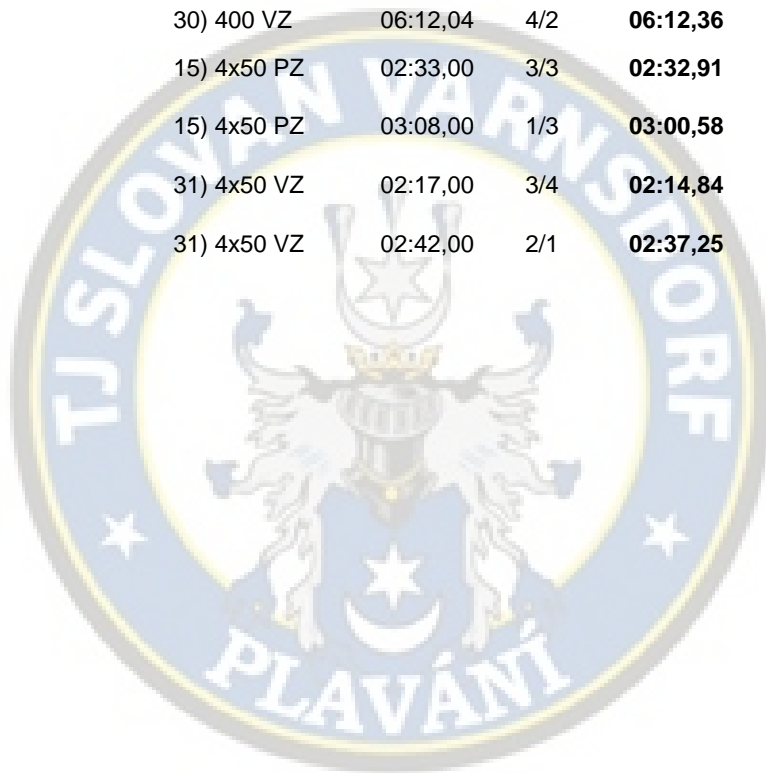 30) 400 VZ 06:12,04 4/2 06:12,36
15) 4x50 PZ 02:33,00 3/3 02:32,91
15) 4x50 PZ 03:08,00 1/3 03:00,58
31) 4x50 VZ 02:17,00 3/4 02:14,84
31) 4x50 VZ 02:42,00 2/1 02:37,25
TJ SLOVAN VARNSDORF
PLAVÁNÍ